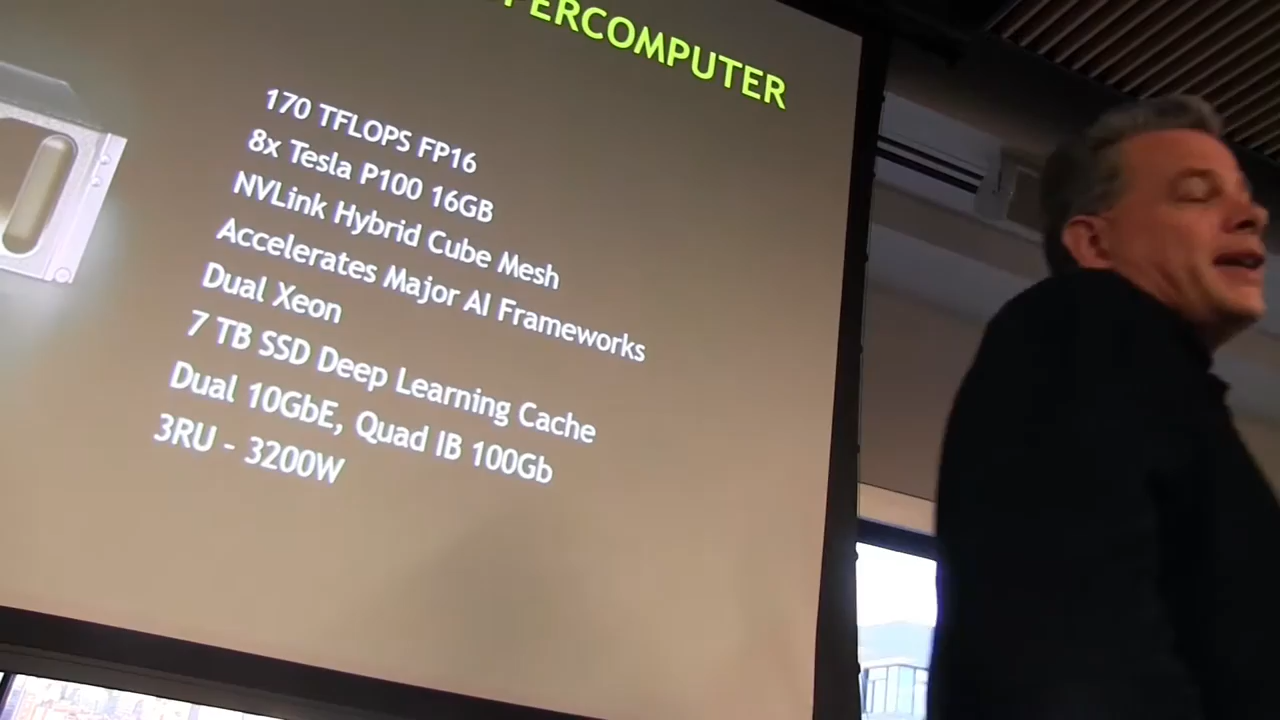 170 TFLOPS FP16
8x Tesla P100 16GB
NVLink Hybrid Cube Mesh
Accelerates Major AI Frameworks
Dual Xeon
7 TB SSD Deep Learning Cache
Dual 10GbE, Quad IB 100Gb
3RU - 3200W